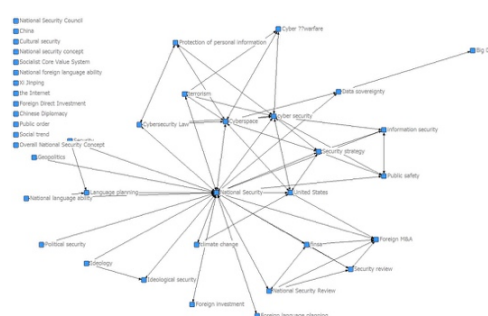 National Security Council
China
Cultural security
National security concept
Socialist Core Value System
National foreign language ability
Xi Jinping
the Internet
Foreign Direct Investment
Chinese Diplomacy
Public order
Social trend
Overall National Security Concept
Cyber ??warfare
Protection of personal information
Big D
Terrorism
Data sovereignty
Cybersecurity Law
Cyberspace
cyber security
Information security
Security
Security strategy
Geopolitics
Public safety
National language ability
Language planning
National Security
United States
Political security
climate change
Foreign M&A
Ideology
Security review
Ideological security
National Security Review
Foreign investment
Foreign language planning